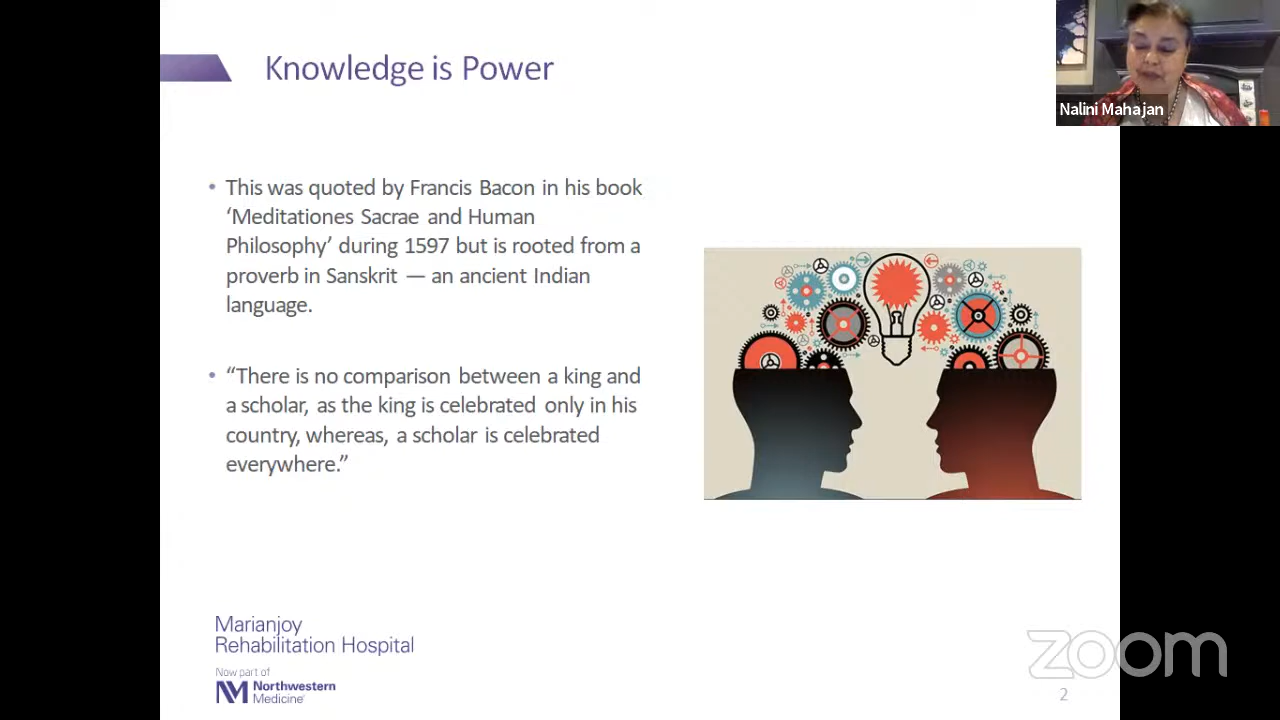 Knowledge is Power
Nalini Mahajan
• This was quoted by Francis Bacon in his book
‘Meditationes Sacrae and Human
Philosophy’ during 1597 but is rooted from a
proverb in Sanskrit — an ancient Indian
language.
• “There is no comparison between a king and
a scholar, as the king is celebrated only in his
country, whereas, a scholar is celebrated
everywhere.”
Marianjoy
Rehabilitation Hospital
Now part of
NM Northwestern
Medicine
zoom
2